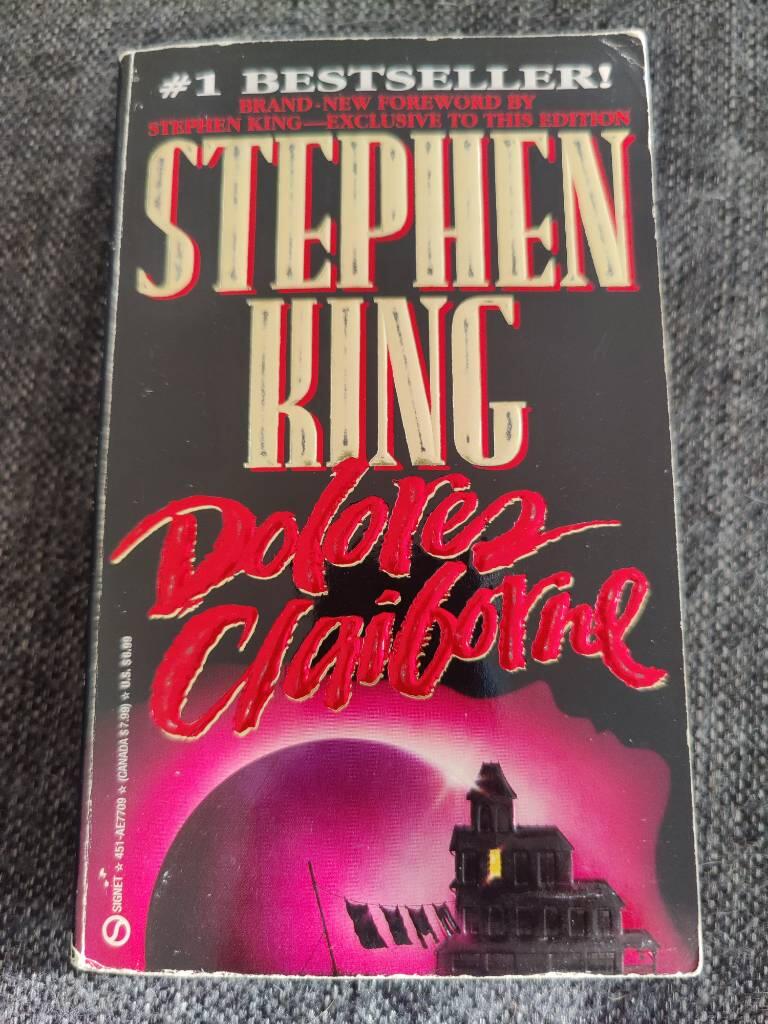 #1 BESTSELLER!
BRAND-NEW FOREWORD BY
STEPHEN KING—EXCLUSIVE TO THIS EDITION
STEPHEN
KING
Dolores
Claiborne
S SIGNET ☆ 451-AE7709 ☆ (CANADA $7.99) ☆ U.S. $6.99